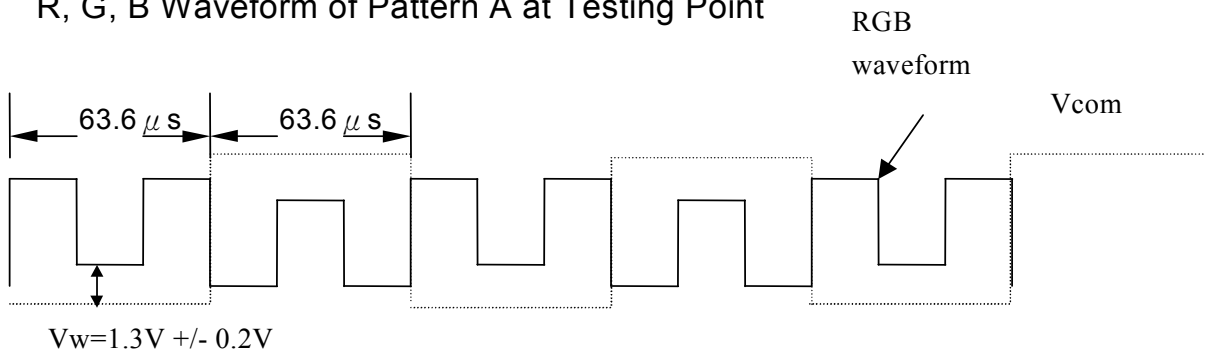 R, G, B Waveform of Pattern A at Testing Point
RGB
waveform
Vcom
63.6 μ s
63.6 μ s
Vw=1.3V +/- 0.2V